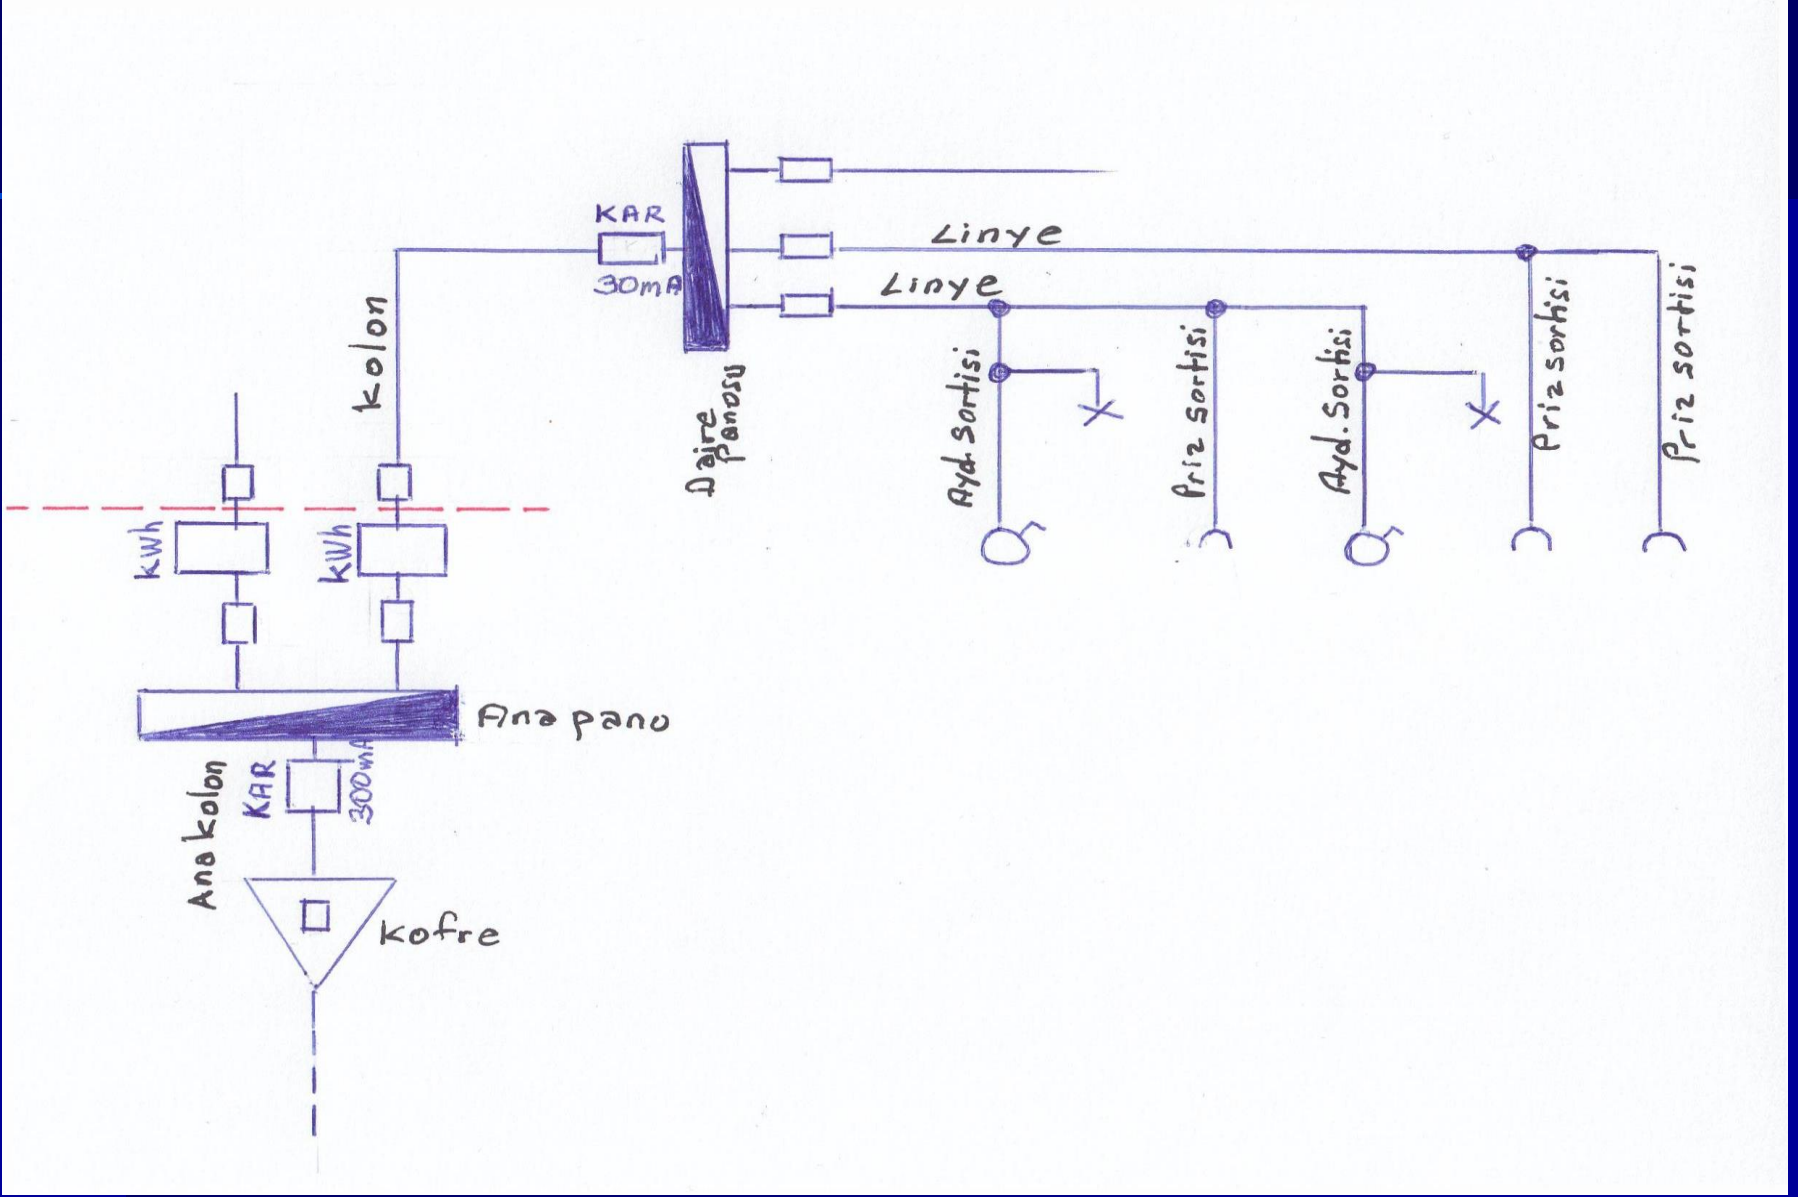 KAR
30mA
Linye
Linye
Kolon
Daire
panosu
Ayd. Sortisi
Priz sortisi
Ayd. Sortisi
Priz sortisi
Priz sortisi
kWh
kWh
Ana pano
Ana kolon
KAR
300mA
Kofre